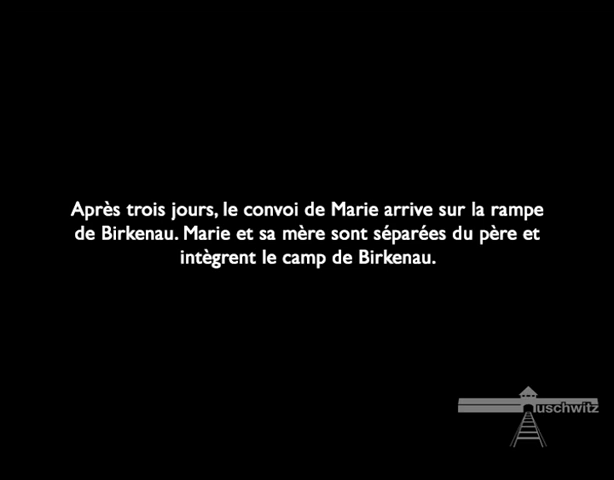 Après trois jours, le convoi de Marie arrive sur la rampe
de Birkenau. Marie et sa mère sont séparées du père et
intègrent le camp de Birkenau.
uschwitz